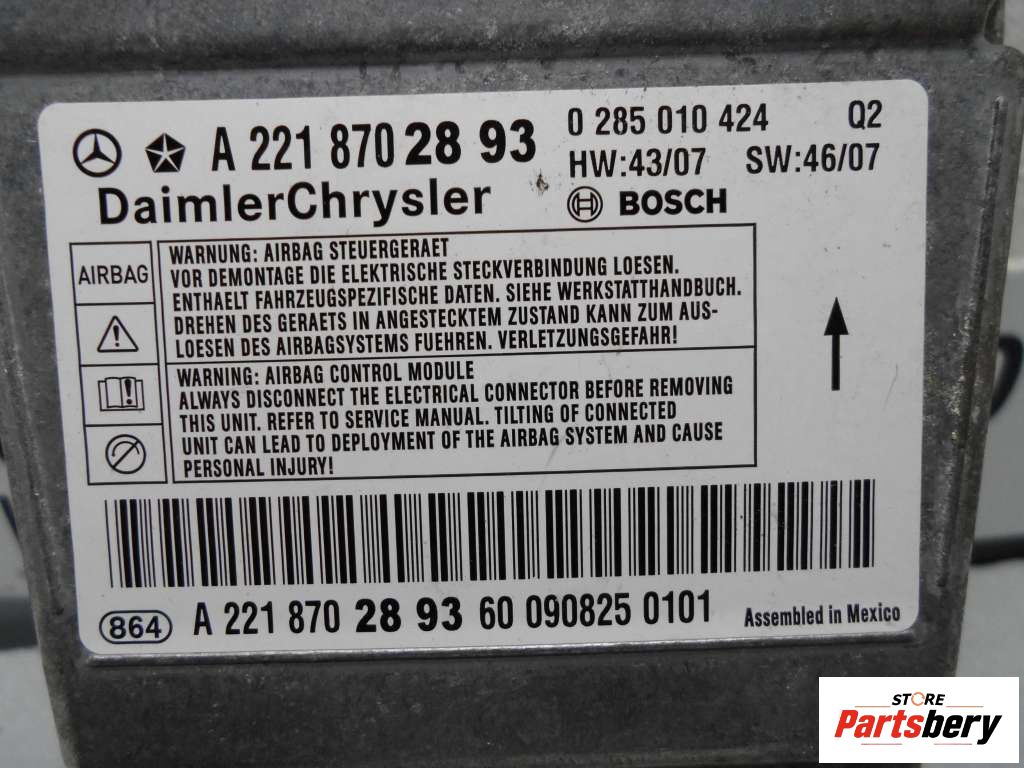 A 221 870 28 93
0 285 010 424 Q2
HW:43/07 SW:46/07
DaimlerChrysler
BOSCH
AIRBAG
WARNUNG: AIRBAG STEUERGERAET
VOR DEMONTAGE DIE ELEKTRISCHE STECKVERBINDUNG LOESEN.
ENTHAELT FAHRZEUGSPEZIFISCHE DATEN. SIEHE WERKSTATTHANDBUCH.
DREHEN DES GERAETS IN ANGESTECKTEM ZUSTAND KANN ZUM AUS-
LOESEN DES AIRBAGSYSTEMS FUEHREN. VERLETZUNGSGEFAHR!
WARNING: AIRBAG CONTROL MODULE
ALWAYS DISCONNECT THE ELECTRICAL CONNECTOR BEFORE REMOVING
THIS UNIT. REFER TO SERVICE MANUAL. TILTING OF CONNECTED
UNIT CAN LEAD TO DEPLOYMENT OF THE AIRBAG SYSTEM AND CAUSE
PERSONAL INJURY!
864 A 221 870 28 93 60 090825 0101
Assembled in Mexico
STORE
Partsbery